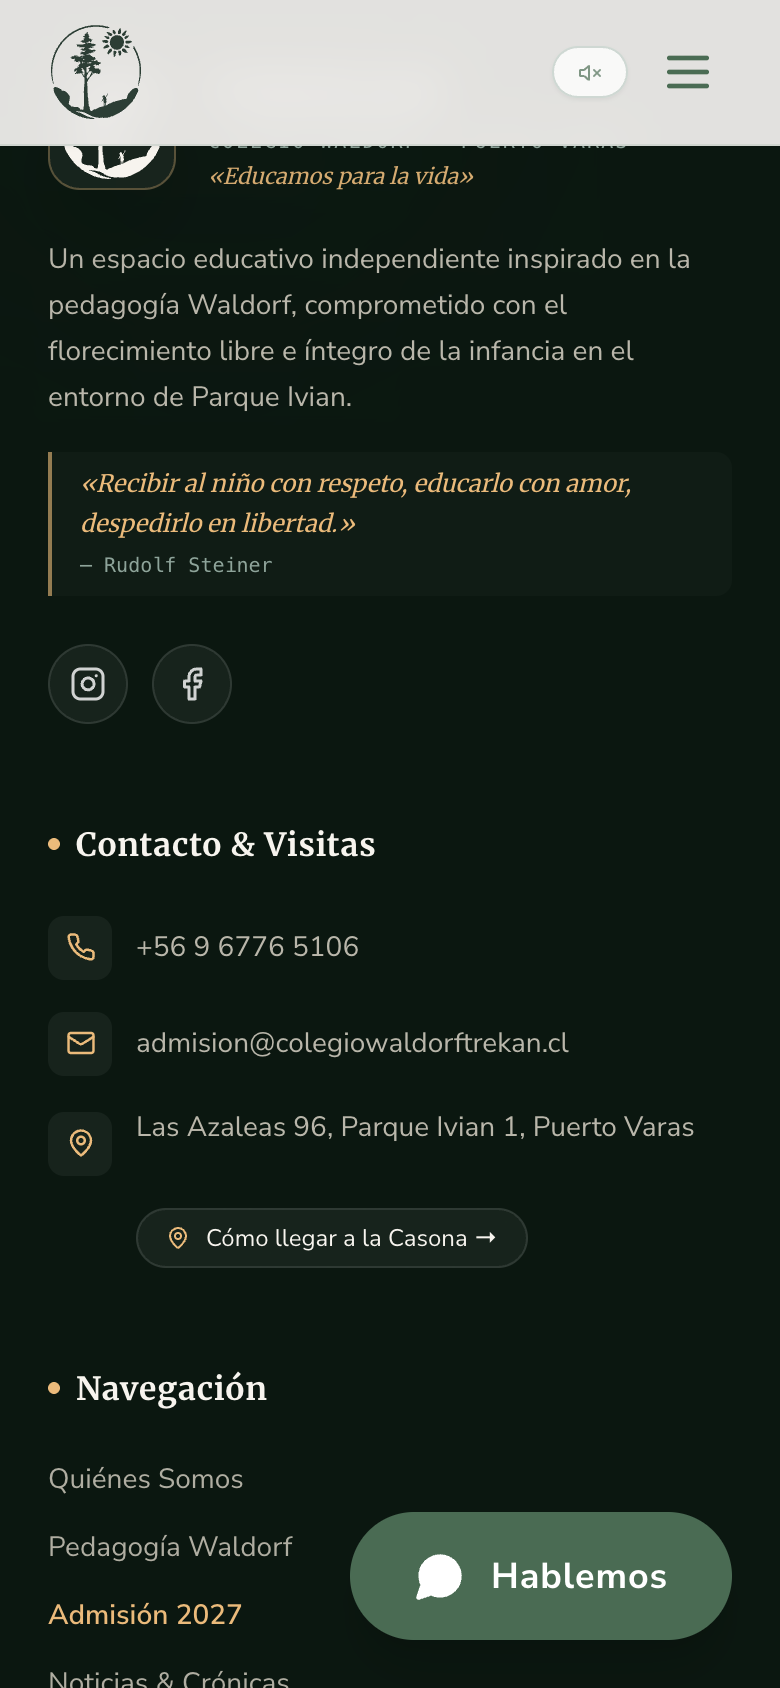 «Educamos para la vida»
Un espacio educativo independiente inspirado en la
pedagogía Waldorf, comprometido con el
florecimiento libre e íntegro de la infancia en el
entorno de Parque Ivian.
«Recibir al niño con respeto, educarlo con amor,
despedirlo en libertad.»
— Rudolf Steiner
Contacto & Visitas
+56 9 6776 5106
admision@colegiowaldorftrekan.cl
Las Azaleas 96, Parque Ivian 1, Puerto Varas
Cómo llegar a la Casona →
Navegación
Quiénes Somos
Pedagogía Waldorf
Hablemos
Admisión 2027
Noticias & Crónicas